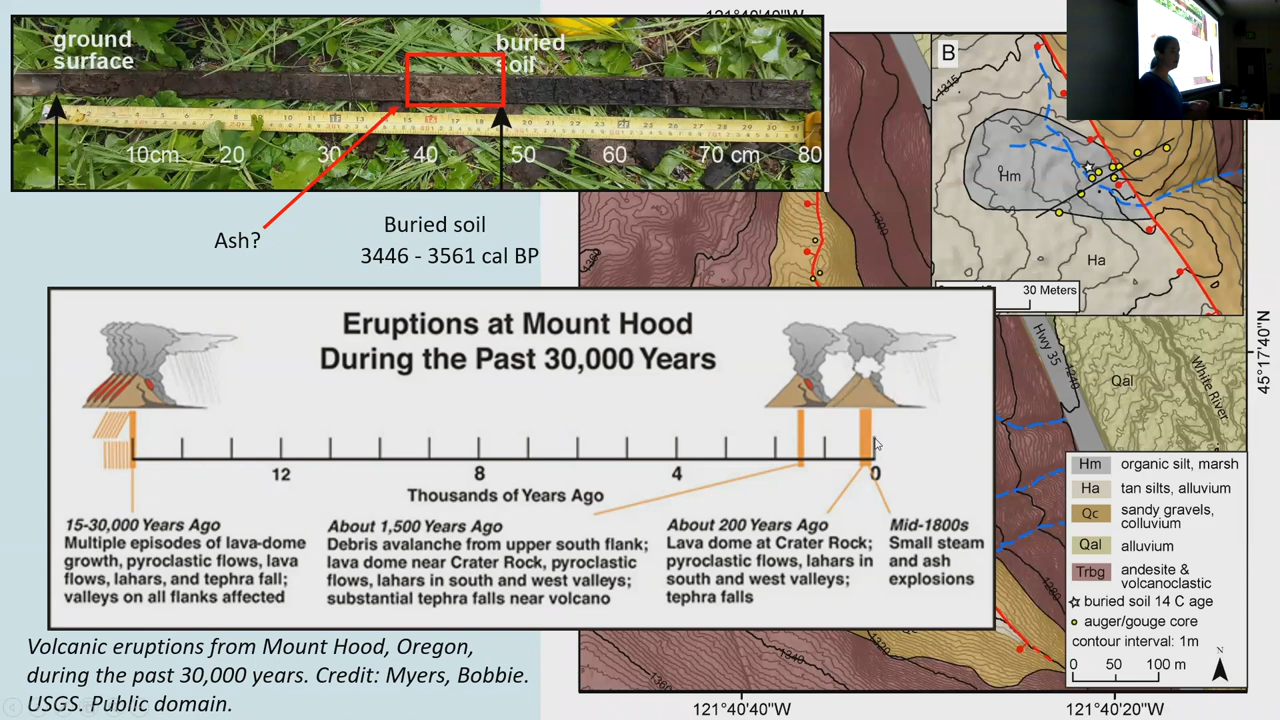 121°40'40"W
ground
surface
buried
soil
10cm 20 30 40 50 60 70 cm 80
Ash?
Buried soil
3446 - 3561 cal BP
B
1315
Hm
Ha
30 Meters
1300
1360
Eruptions at Mount Hood
During the Past 30,000 Years
12 8 4 0
Thousands of Years Ago
15-30,000 Years Ago
Multiple episodes of lava-dome
growth, pyroclastic flows, lava
flows, lahars, and tephra fall;
valleys on all flanks affected
About 1,500 Years Ago
Debris avalanche from upper south flank;
lava dome near Crater Rock, pyroclastic
flows, lahars in south and west valleys;
substantial tephra falls near volcano
About 200 Years Ago
Lava dome at Crater Rock;
pyroclastic flows, lahars in
south and west valleys;
tephra falls
Mid-1800s
Small steam
and ash
explosions
Hwy 35
1240
Qal
White River
45°17'40"N
Hm organic silt, marsh
Ha tan silts, alluvium
Qc sandy gravels,
colluvium
Qal alluvium
Trbg andesite &
volcanoclastic
buried soil 14 C age
auger/gouge core
contour interval: 1m
N
0 50 100 m
1280
1320
1340
1360
Volcanic eruptions from Mount Hood, Oregon,
during the past 30,000 years. Credit: Myers, Bobbie.
USGS. Public domain.
121°40'40"W
121°40'20"W